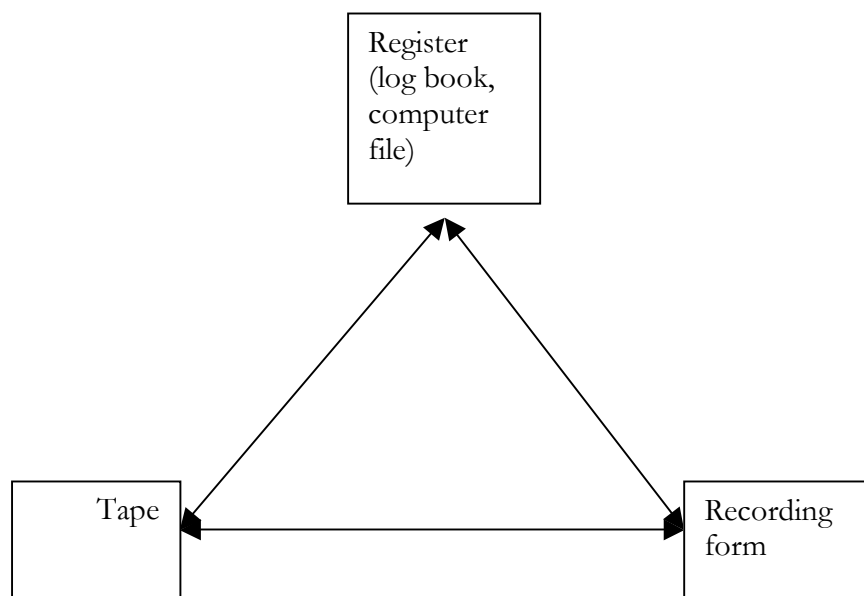 Register
(log book,
computer
file)
Tape
Recording
form